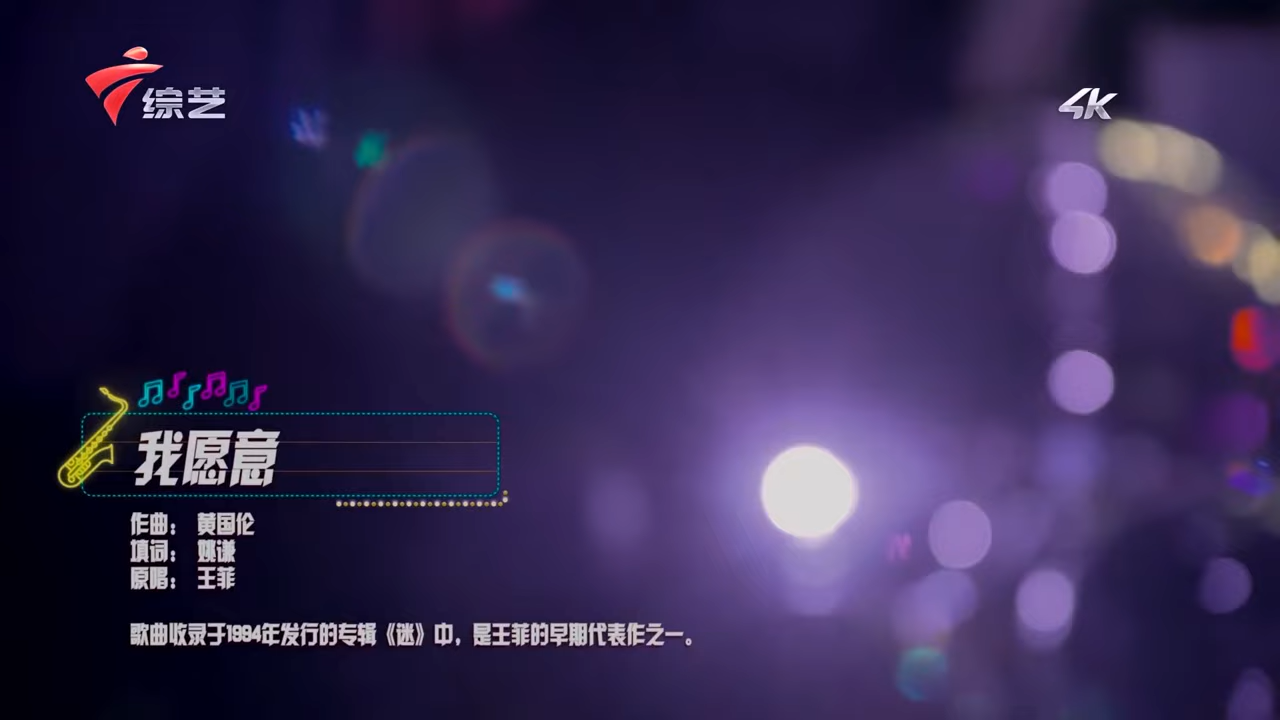 综艺
4K
我愿意
作曲： 黄国伦
填词： 姚谦
原唱： 王菲
歌曲收录于1994年发行的专辑《迷》中，是王菲的早期代表作之一。